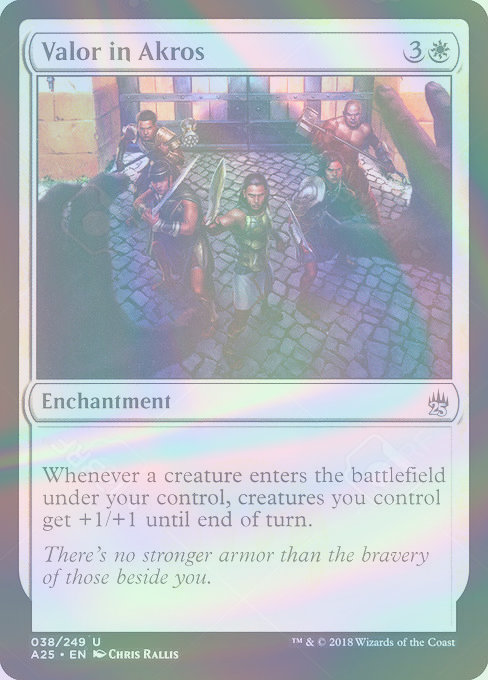 Valor in Akros 3
Enchantment 25
Whenever a creature enters the battlefield
under your control, creatures you control
get +1/+1 until end of turn.
There's no stronger armor than the bravery
of those beside you.
038/249 U
™ & © 2018 Wizards of the Coast
A25 • EN Chris Rallis